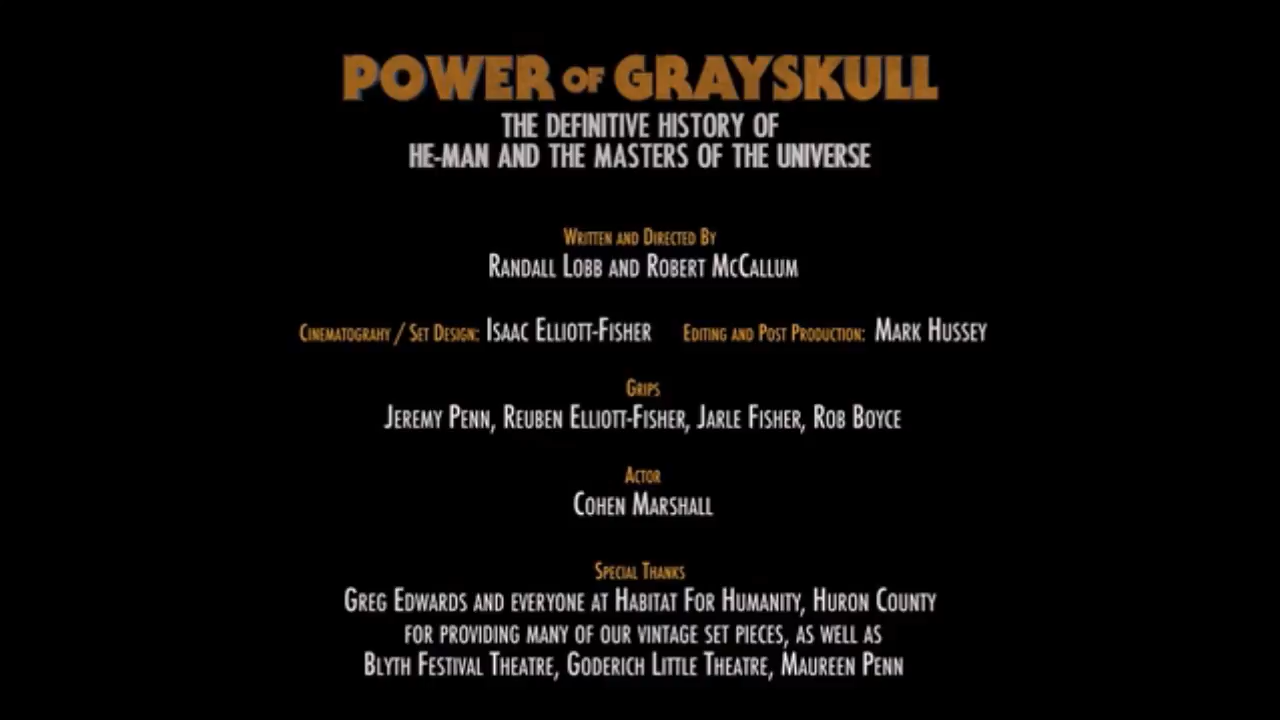 POWER OF GRAYSKULL
THE DEFINITIVE HISTORY OF
HE-MAN AND THE MASTERS OF THE UNIVERSE
WRITTEN AND DIRECTED BY
RANDALL LOBB AND ROBERT MCCALLUM
CINEMATOGRAHY / SET DESIGN: ISAAC ELLIOTT-FISHER EDITING AND POST PRODUCTION: MARK HUSSEY
GRIPS
JEREMY PENN, REUBEN ELLIOTT-FISHER, JARLE FISHER, ROB BOYCE
ACTOR
COHEN MARSHALL
SPECIAL THANKS
GREG EDWARDS AND EVERYONE AT HABITAT FOR HUMANITY, HURON COUNTY
FOR PROVIDING MANY OF OUR VINTAGE SET PIECES, AS WELL AS
BLYTH FESTIVAL THEATRE, GODERICH LITTLE THEATRE, MAUREEN PENN